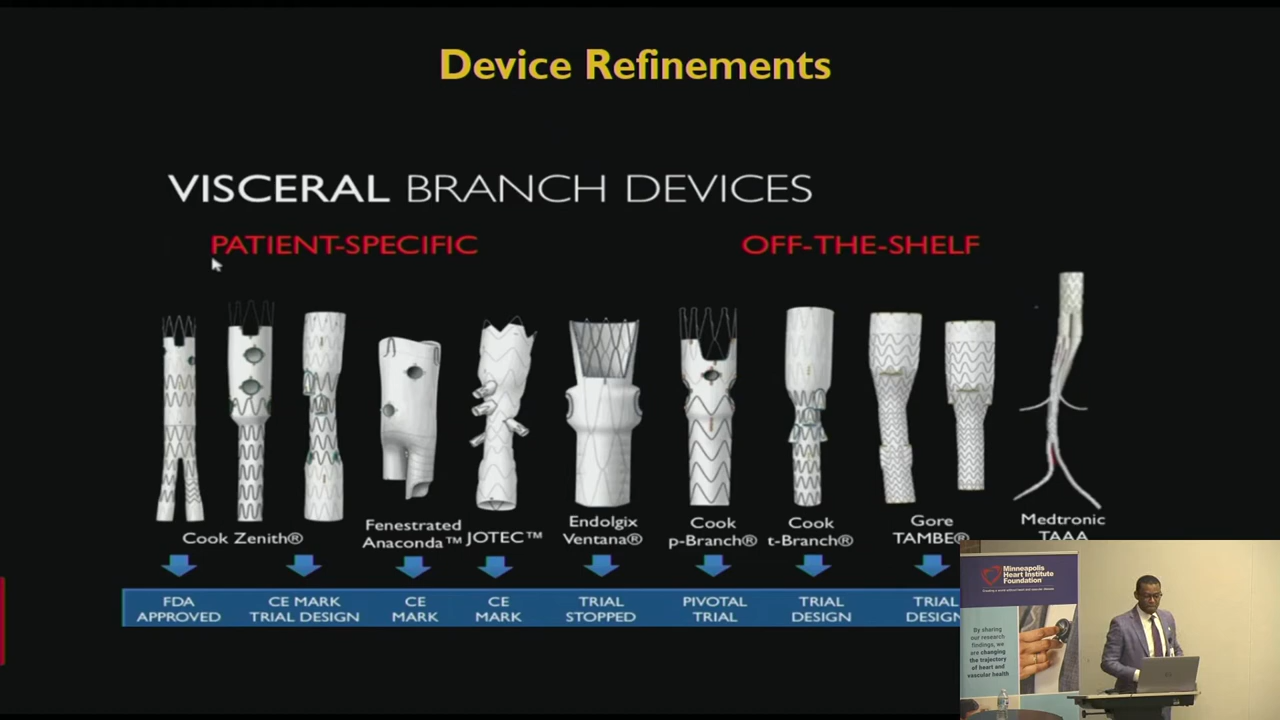 Device Refinements
VISCERAL BRANCH DEVICES
PATIENT-SPECIFIC
OFF-THE-SHELF
Cook Zenith®
Fenestrated
Anaconda™
JOTEC™
Endolgix
Ventana®
Cook
p-Branch®
Cook
t-Branch®
Gore
TAMBE®
Medtronic
TAAA
FDA
APPROVED
CE MARK
TRIAL DESIGN
CE
MARK
CE
MARK
TRIAL
STOPPED
PIVOTAL
TRIAL
TRIAL
DESIGN
TRIAL
DESIGN
Minneapolis
Heart Institute
Foundation
By sharing
our research
findings, we
are changing
the trajectory
of heart and
vascular health